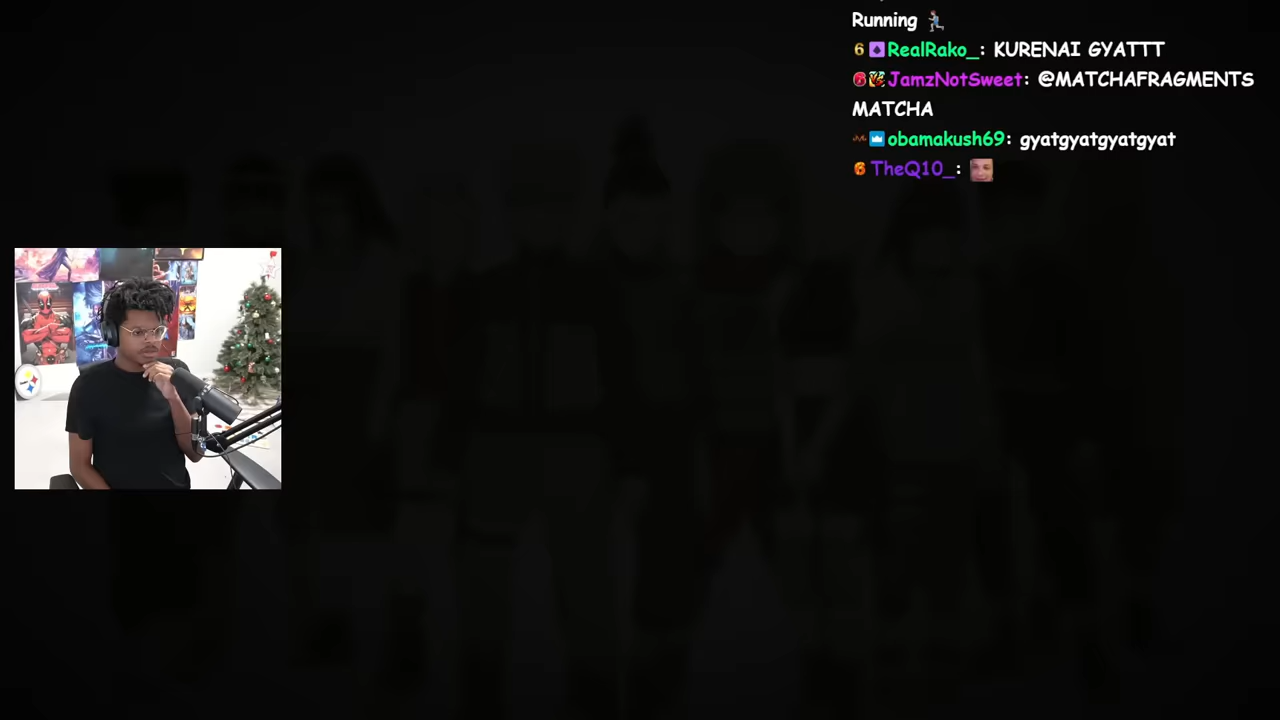 Running
RealRako_: KURENAI GYATTT
JamzNotSweet: @MATCHAFRAGMENTS
MATCHA
obamakush69: gyatgyatgyatgyat
TheQ10_: